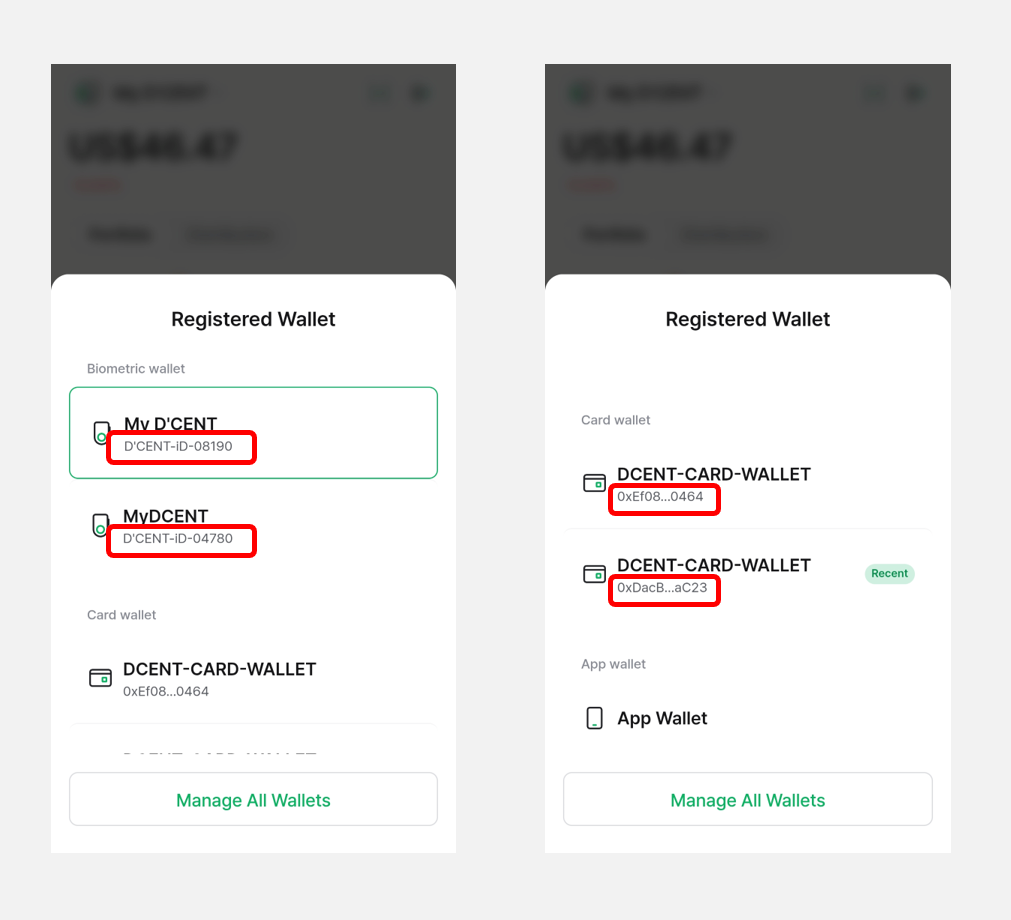 US$46.47
Registered Wallet
Biometric wallet
My D'CENT
D'CENT-iD-08190
MyDCENT
D'CENT-iD-04780
Card wallet
DCENT-CARD-WALLET
0xEf08...0464
Manage All Wallets
US$46.47
Registered Wallet
Card wallet
DCENT-CARD-WALLET
0xEf08...0464
DCENT-CARD-WALLET
0xDacB...aC23
Recent
App wallet
App Wallet
Manage All Wallets